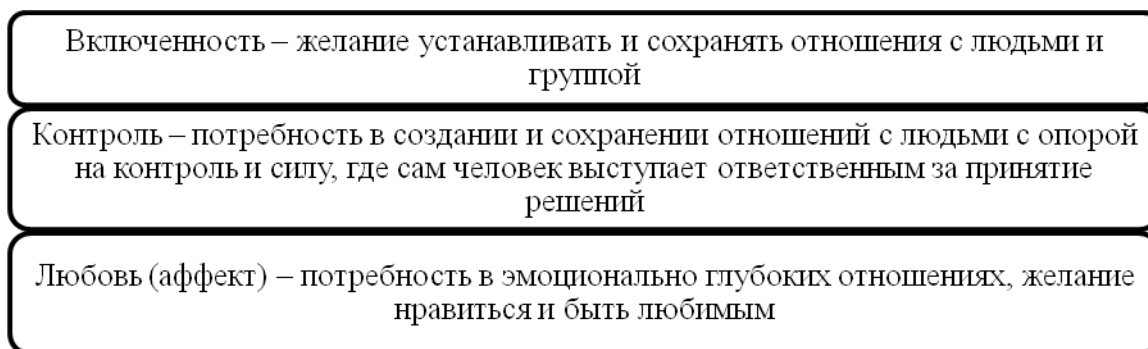 Включенность – желание устанавливать и сохранять отношения с людьми и
группой
Контроль – потребность в создании и сохранении отношений с людьми с опорой
на контроль и силу, где сам человек выступает ответственным за принятие
решений
Любовь (аффект) – потребность в эмоционально глубоких отношениях, желание
нравиться и быть любимым